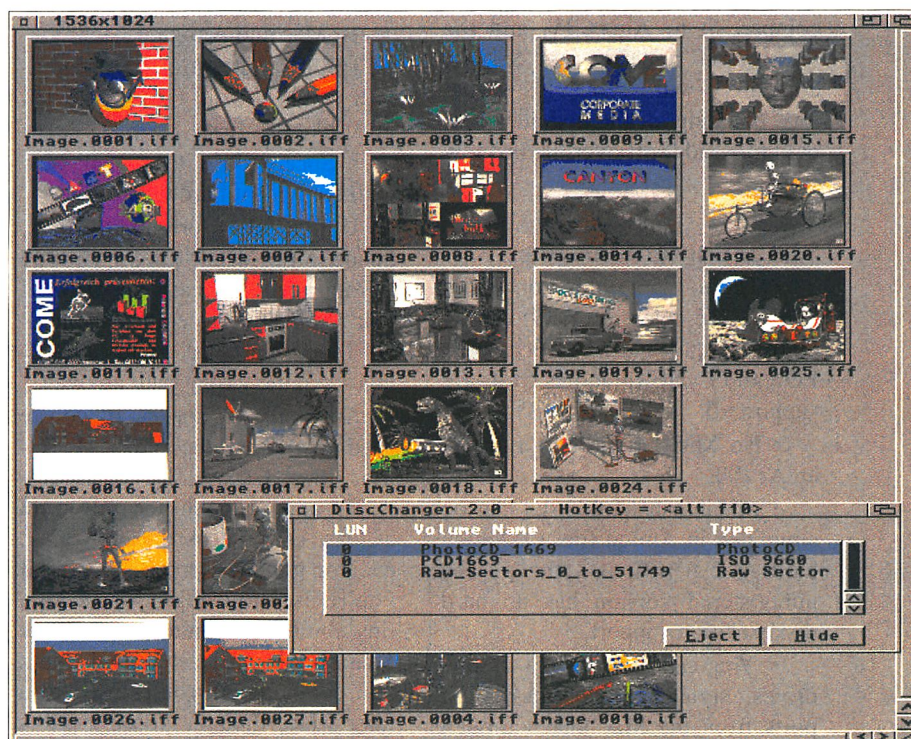 1536x1024
COME
CORPORATE
MEDIA
Image.0001.iff Image.0002.iff Image.0003.iff Image.0009.iff Image.0015.iff
CANYON
Image.0006.iff Image.0007.iff Image.0008.iff Image.0014.iff Image.0020.iff
COME
Erfolgreich präsentieren!
Image.0011.iff Image.0012.iff Image.0013.iff Image.0019.iff Image.0025.iff
Image.0016.iff Image.0017.iff Image.0018.iff Image.0024.iff
DiscChanger 2.0 - HotKey = <alt f10>
LUN Volume Name Type
0 PhotoCD_1669 PhotoCD
0 PCD1669 ISO 9660
0 Raw_Sectors_0_to_51749 Raw Sector
Image.0021.iff
Eject Hide
Image.0026.iff Image.0027.iff Image.0004.iff Image.0010.iff